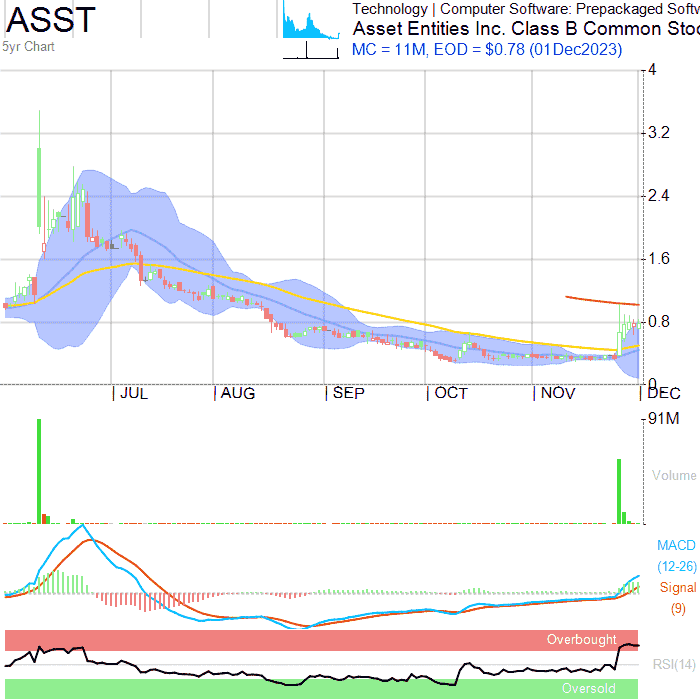 ASST
5yr Chart
Technology | Computer Software: Prepackaged Softw
Asset Entities Inc. Class B Common Stoc
MC = 11M, EOD = $0.78 (01Dec2023)
4
3.2
2.4
1.6
0.8
0
| JUL | AUG | SEP | OCT | NOV | DEC
91M
Volume
MACD
(12-26)
Signal
(9)
Overbought
RSI(14)
Oversold